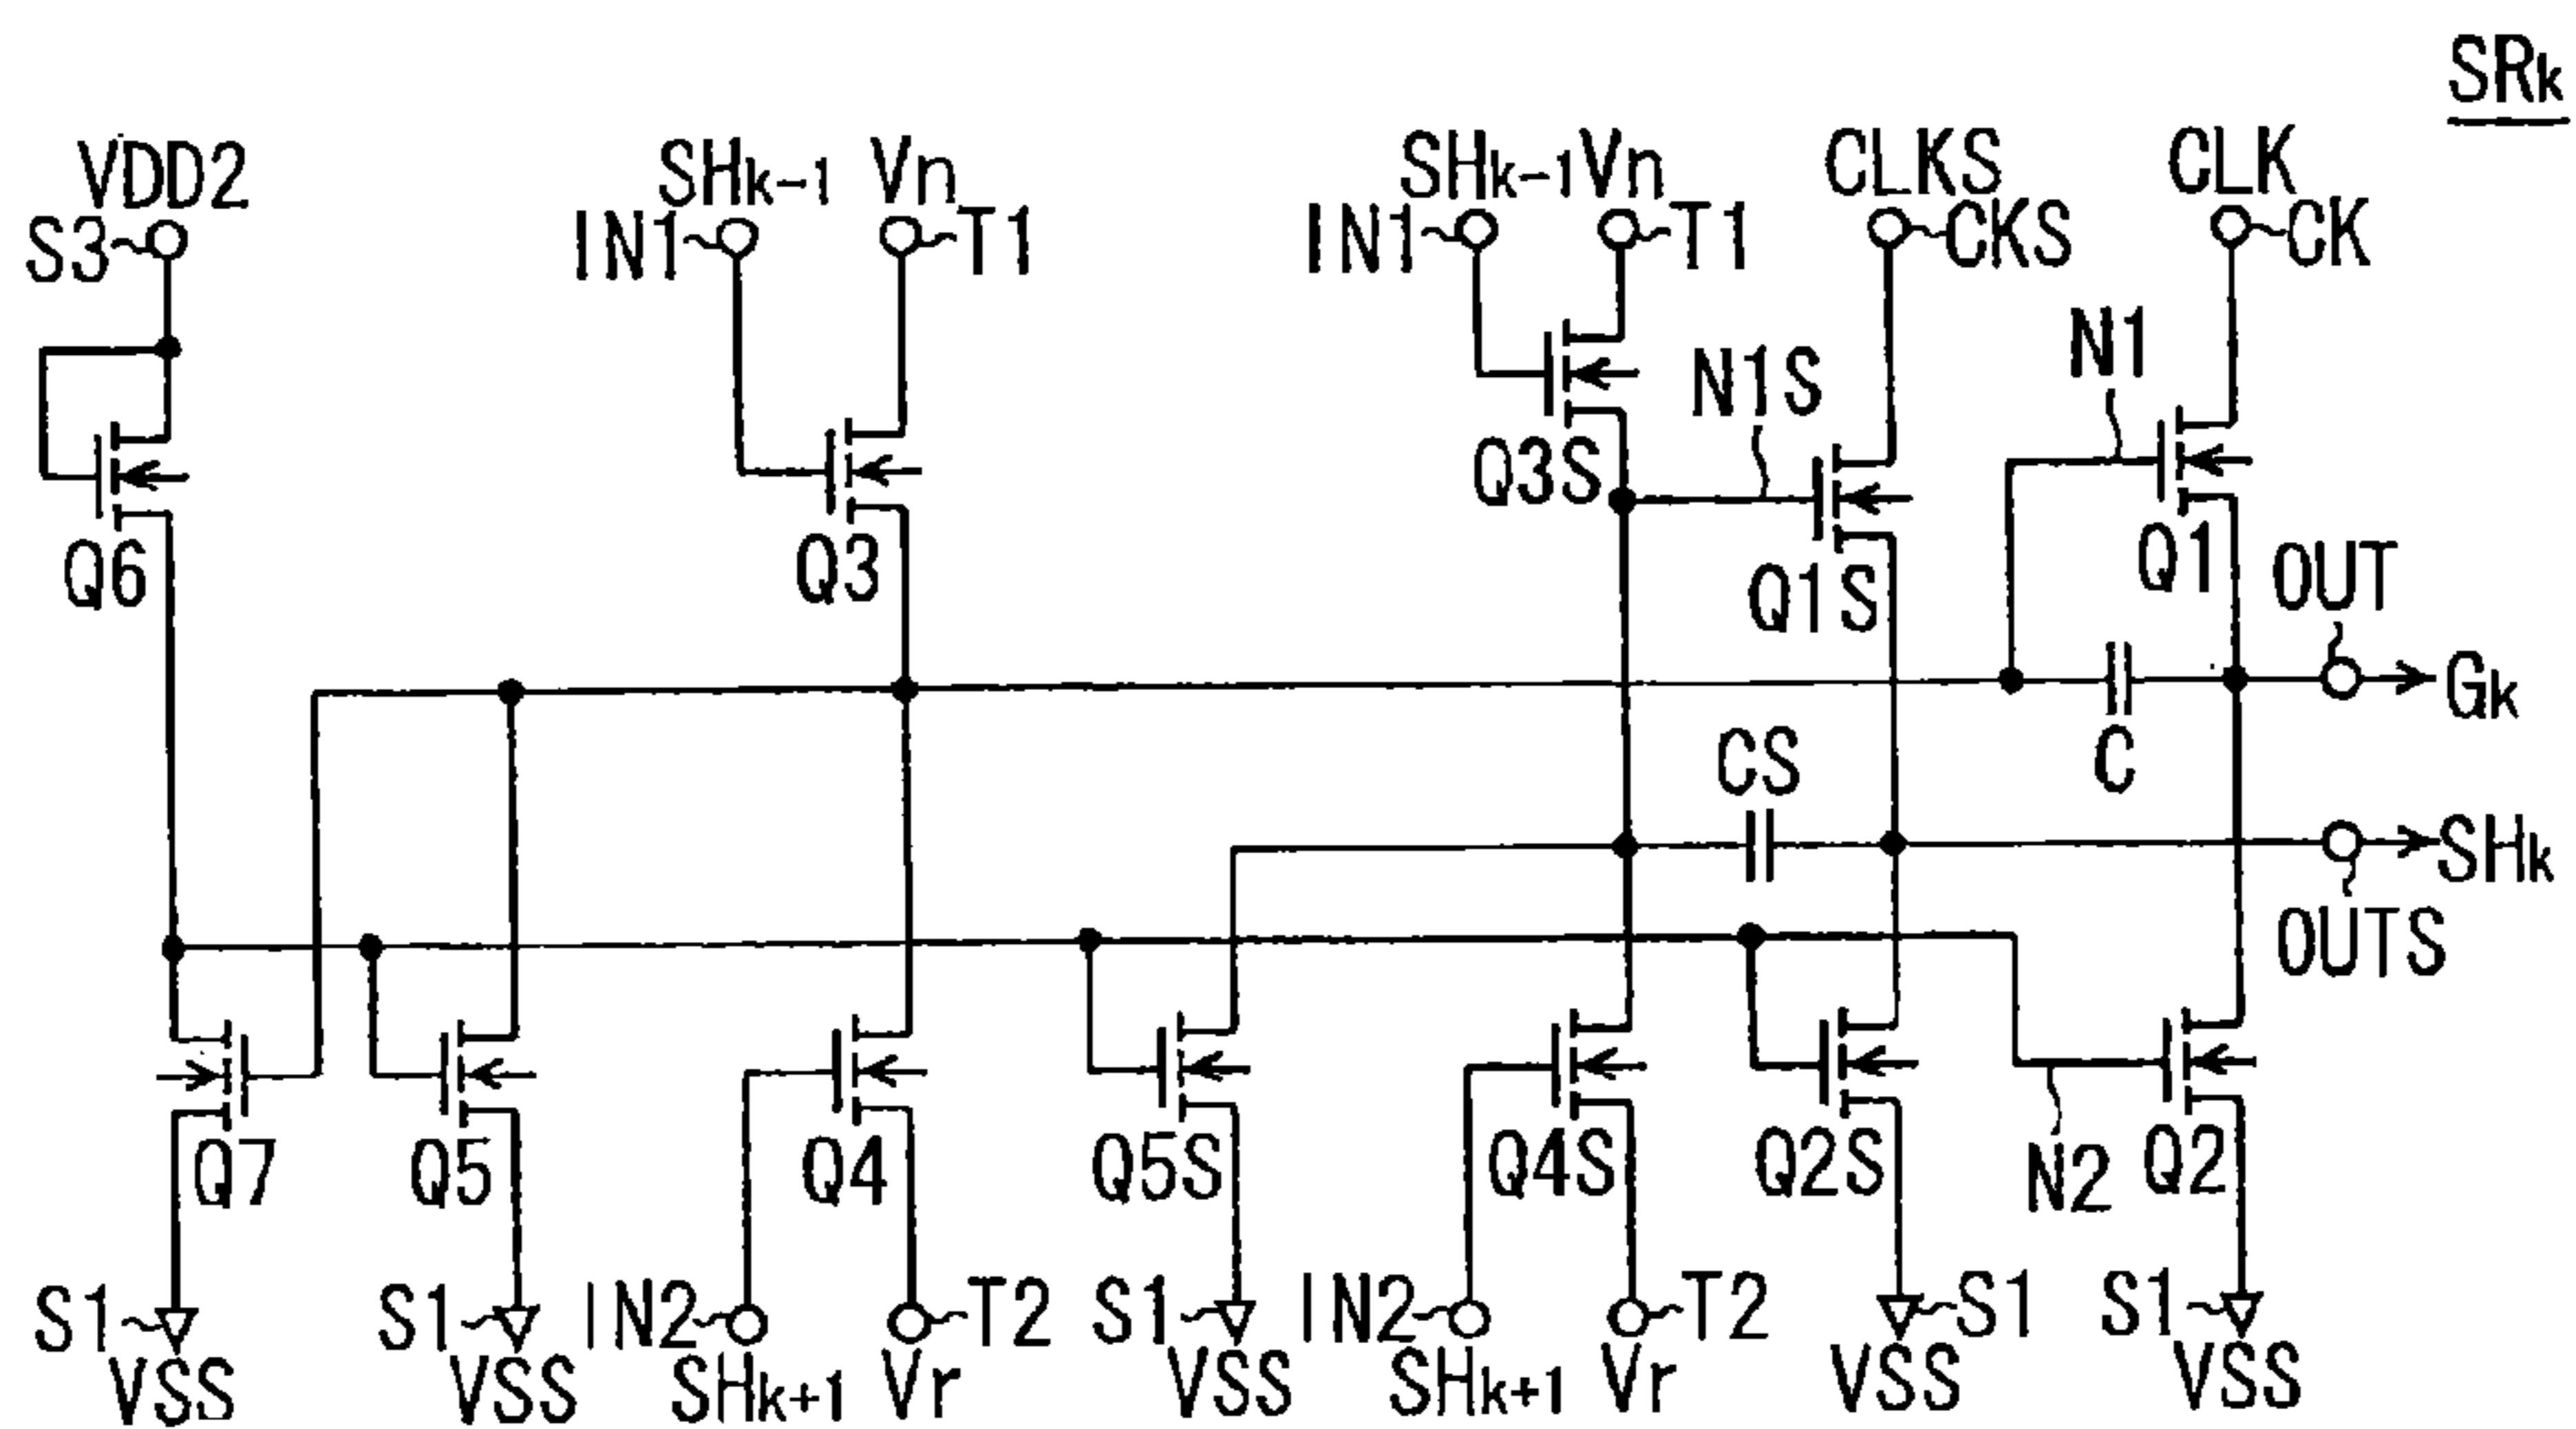 SRk
VDD2
SHk-1 Vn
SHk-1 Vn
CLKS
CLK
S3
IN1
T1
IN1
T1
CKS
CK
N1S
N1
Q6
Q3
Q3S
Q1S
Q1
OUT
Gk
CS
C
SHk
OUTS
Q7
Q5
Q4
Q5S
Q4S
Q2S
N2
Q2
S1
S1
IN2
T2
S1
IN2
T2
S1
S1
VSS
VSS
SHk+1
Vr
VSS
SHk+1
Vr
VSS
VSS